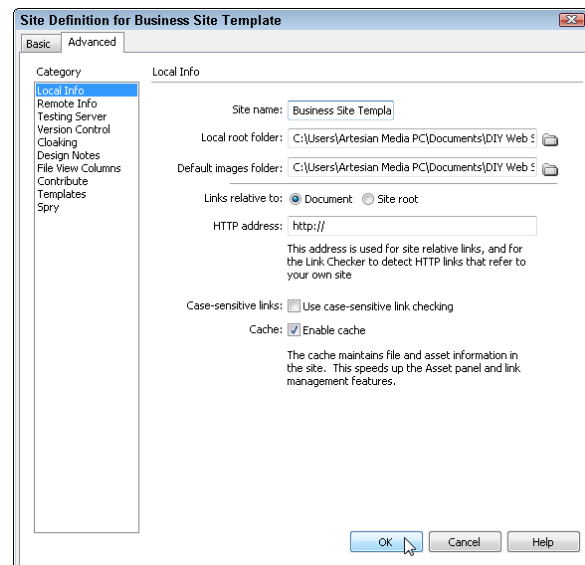 Site Definition for Business Site Template
Basic
Advanced
Category
Local Info
Remote Info
Testing Server
Version Control
Cloaking
Design Notes
File View Columns
Contribute
Templates
Spry
Local Info
Site name: Business Site Templa
Local root folder: C:\Users\Artesian Media PC\Documents\DIY Web S
Default images folder: C:\Users\Artesian Media PC\Documents\DIY Web S
Links relative to: Document Site root
HTTP address: http://
This address is used for site relative links, and for
the Link Checker to detect HTTP links that refer to
your own site
Case-sensitive links: Use case-sensitive link checking
Cache: Enable cache
The cache maintains file and asset information in
the site. This speeds up the Asset panel and link
management features.
OK Cancel Help